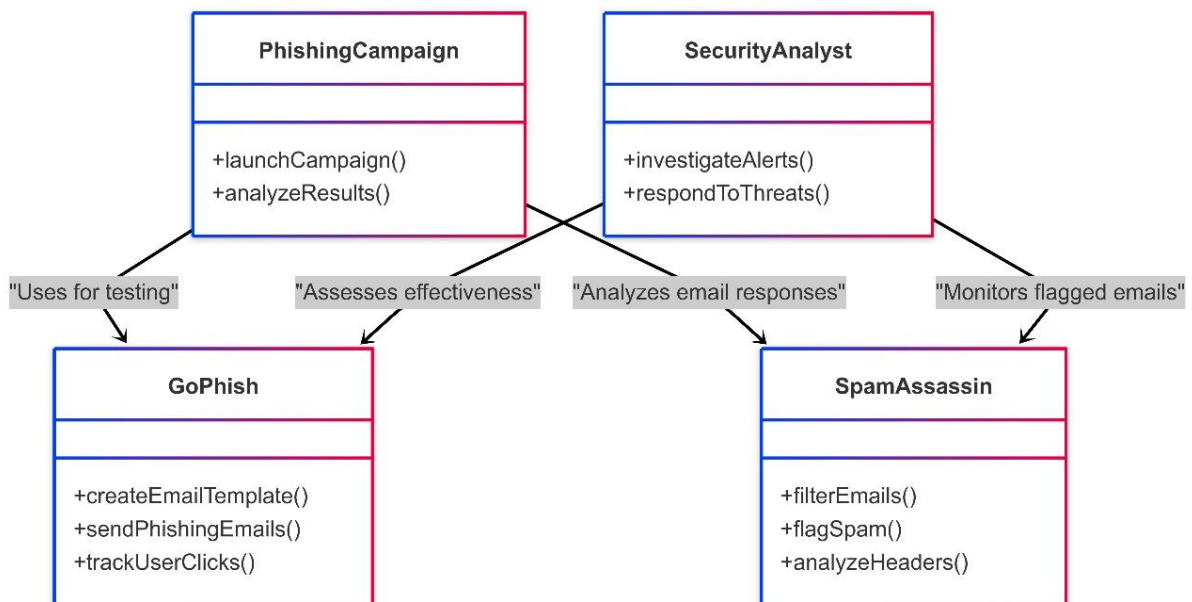 PhishingCampaign
+launchCampaign()
+analyzeResults()
SecurityAnalyst
+investigateAlerts()
+respondToThreats()
"Uses for testing"
"Assesses effectiveness"
"Analyzes email responses"
"Monitors flagged emails"
GoPhish
+createEmailTemplate()
+sendPhishingEmails()
+trackUserClicks()
SpamAssassin
+filterEmails()
+flagSpam()
+analyzeHeaders()